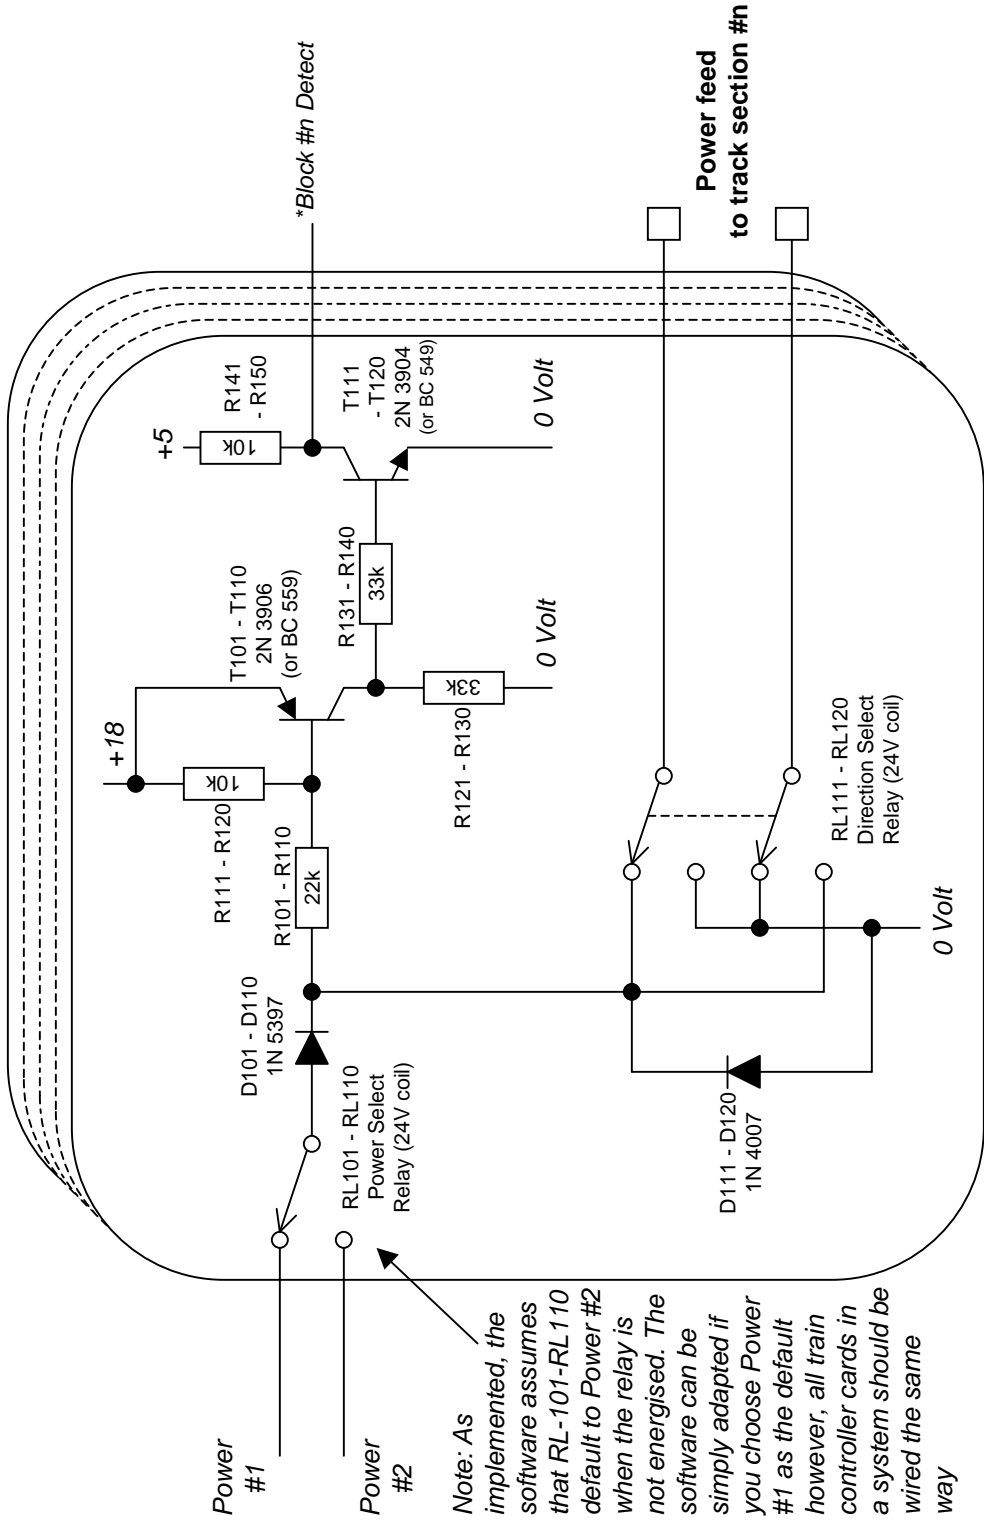 Power
#1
Power
#2
Note: As
implemented, the
software assumes
that RL-101-RL110
default to Power #2
when the relay is
not energised. The
software can be
simply adapted if
you choose Power
#1 as the default
however, all train
controller cards in
a system should be
wired the same
way
RL101 - RL110
Power Select
Relay (24V coil)
D101 - D110
1N 5397
R101 - R110
22k
R111 - R120
10k
+18
T101 - T110
2N 3906
(or BC 559)
R121 - R130
33k
0 Volt
R131 - R140
33k
+5
R141
- R150
10k
T111
- T120
2N 3904
(or BC 549)
0 Volt
*Block #n Detect
D111 - D120
1N 4007
0 Volt
RL111 - RL120
Direction Select
Relay (24V coil)
Power feed
to track section #n